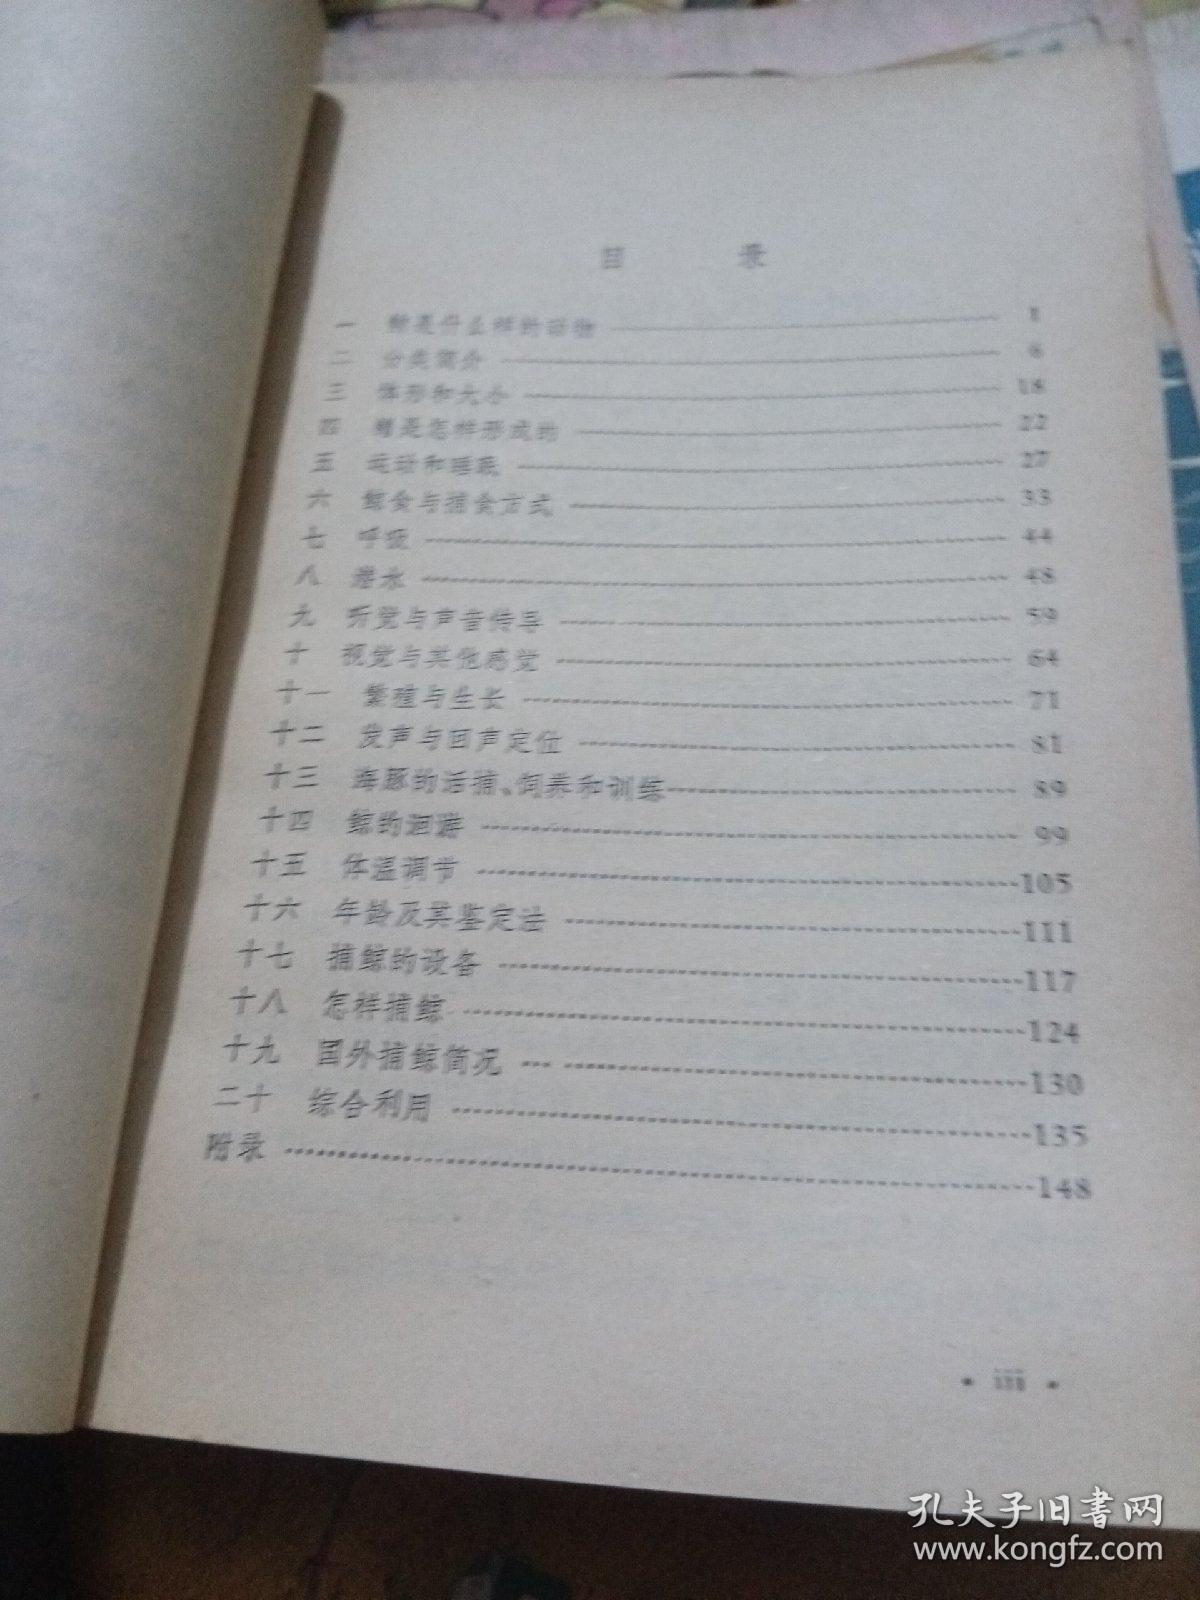 目 录
一 鲸是什么样的动物 1
二 分类简介 6
三 体形和大小 18
四 鲸是怎样形成的 22
五 运动和睡眠 27
六 鲸食与捕食方式 33
七 呼吸 44
八 潜水 48
九 听觉与声音传导 59
十 视觉与其他感觉 64
十一 繁殖与生长 71
十二 发声与回声定位 81
十三 海豚的活捕、饲养和训练 89
十四 鲸的洄游 99
十五 体温调节 105
十六 年龄及其鉴定法 111
十七 捕鲸的设备 117
十八 怎样捕鲸 124
十九 国外捕鲸简况 130
二十 综合利用 135
附录 148
• iii •
孔夫子旧书网
www.kongfz.com